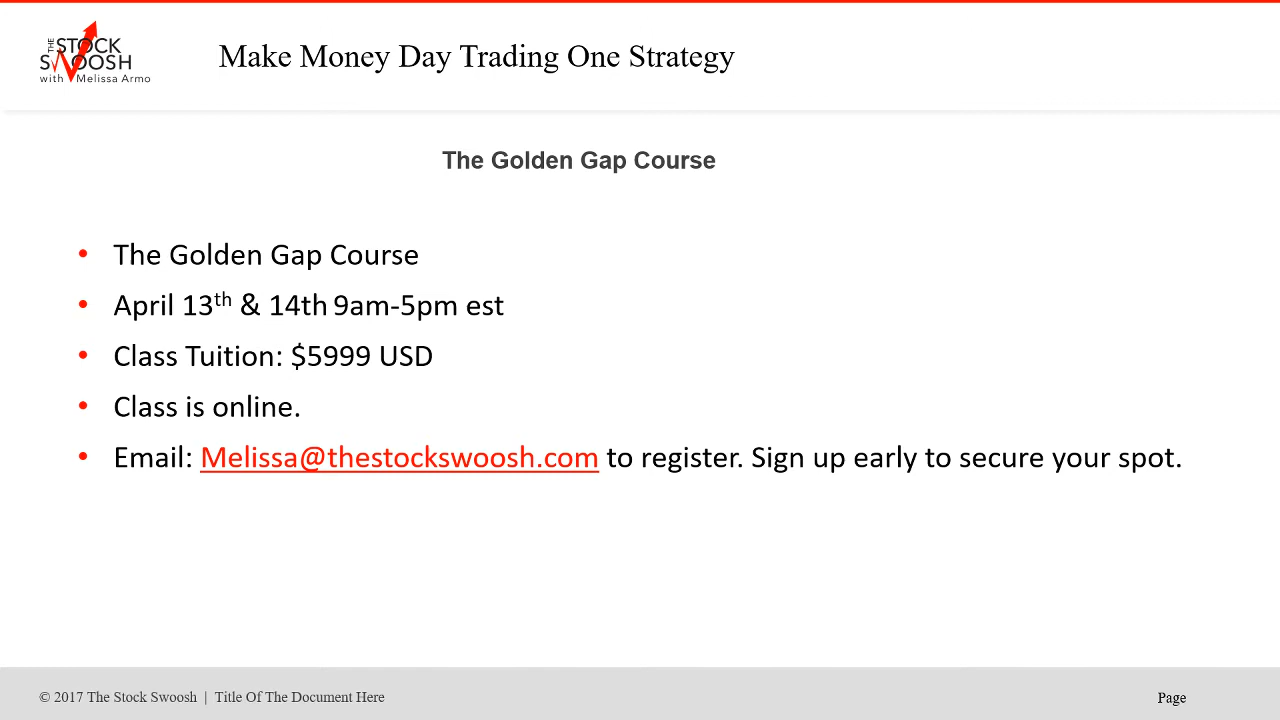 THE STOCK
SWOOSH
with Melissa Armo
Make Money Day Trading One Strategy
The Golden Gap Course
• The Golden Gap Course
• April 13th & 14th 9am-5pm est
• Class Tuition: $5999 USD
• Class is online.
• Email: Melissa@thestockswoosh.com to register. Sign up early to secure your spot.
© 2017 The Stock Swoosh | Title Of The Document Here
Page